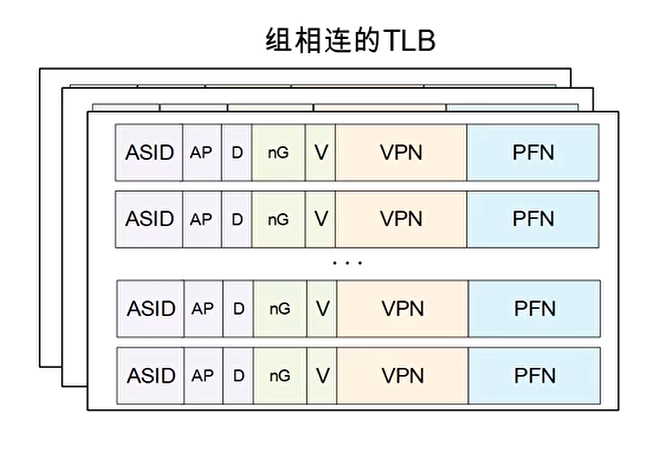 组相连的TLB
ASID AP D nG V VPN PFN
ASID AP D nG V VPN PFN
...
ASID AP D nG V VPN PFN
ASID AP D nG V VPN PFN